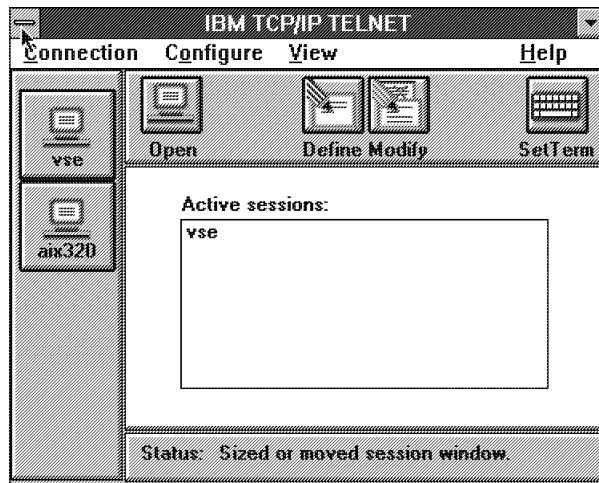 IBM TCP/IP TELNET
Connection Configure View Help
vse
aix320
Open Define Modify SetTerm
Active sessions:
vse
Status: Sized or moved session window.